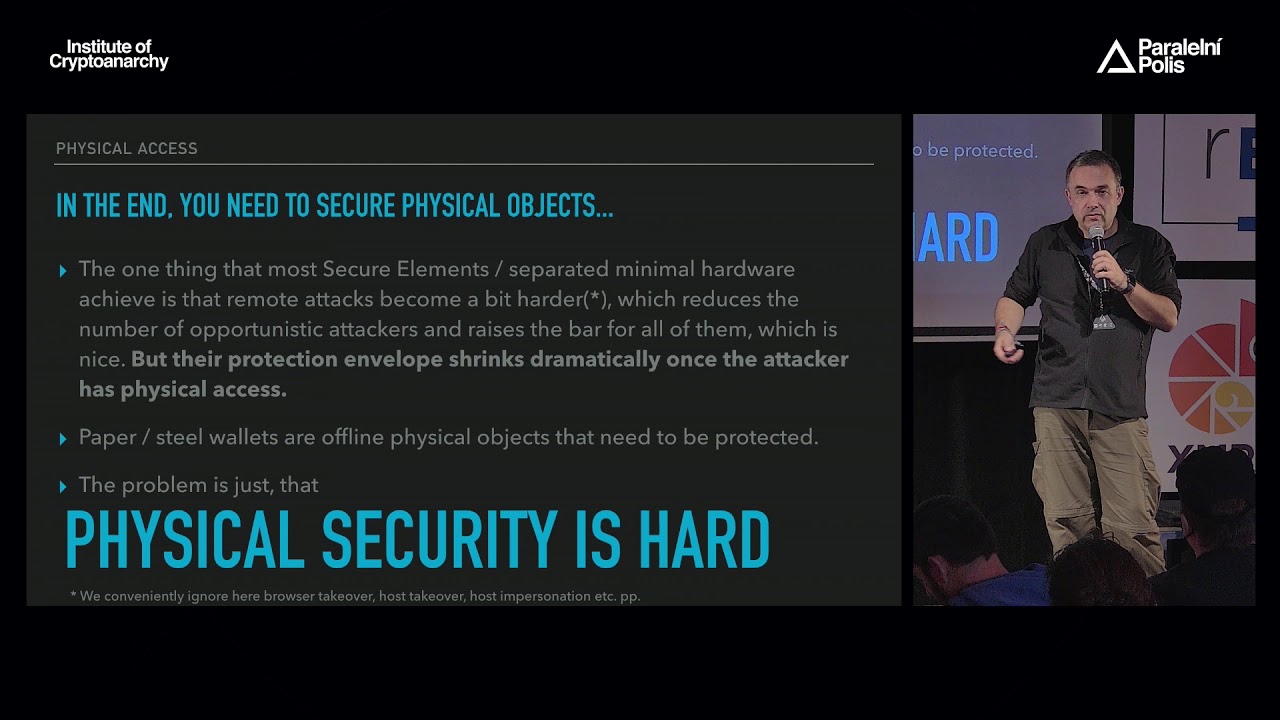 Institute of
Cryptoanarchy
Paralelní
Polis
PHYSICAL ACCESS
IN THE END, YOU NEED TO SECURE PHYSICAL OBJECTS...
The one thing that most Secure Elements / separated minimal hardware
achieve is that remote attacks become a bit harder(*), which reduces the
number of opportunistic attackers and raises the bar for all of them, which is
nice. But their protection envelope shrinks dramatically once the attacker
has physical access.
Paper / steel wallets are offline physical objects that need to be protected.
The problem is just, that
PHYSICAL SECURITY IS HARD
* We conveniently ignore here browser takeover, host takeover, host impersonation etc. pp.
o be protected.
ARD